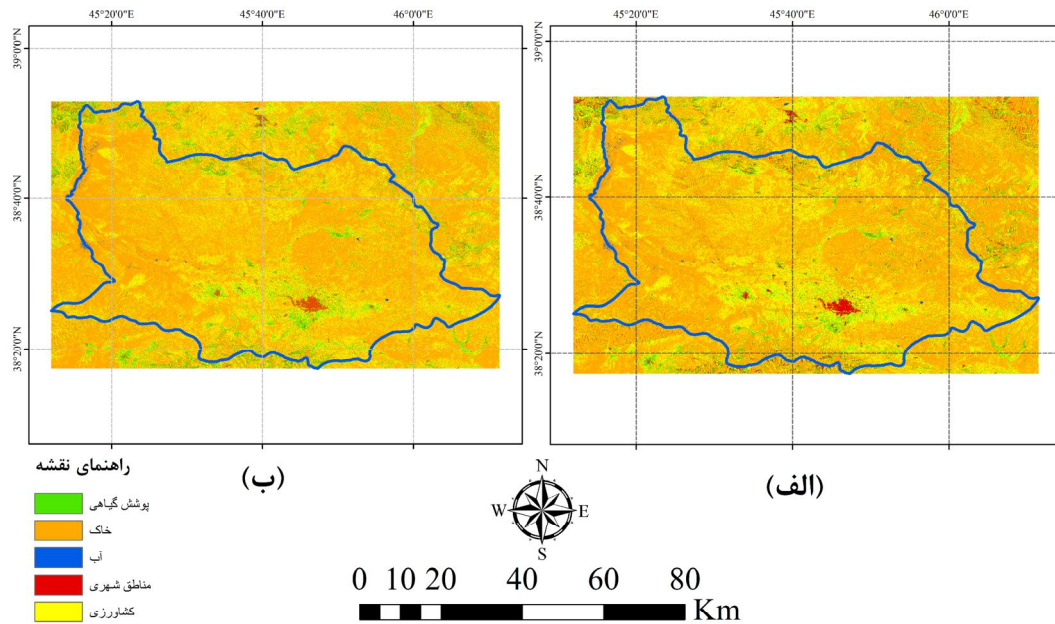 45°20'0"E 45°40'0"E 46°0'0"E
45°20'0"E 45°40'0"E 46°0'0"E
39°0'0"N
38°40'0"N
38°20'0"N
39°0'0"N
38°40'0"N
38°20'0"N
(ب)
(الف)
راهنمای نقشه
پوشش گیاهی
خاک
آب
مناطق شهری
کشاورزی
N
W E
S
0 10 20 40 60 80
Km